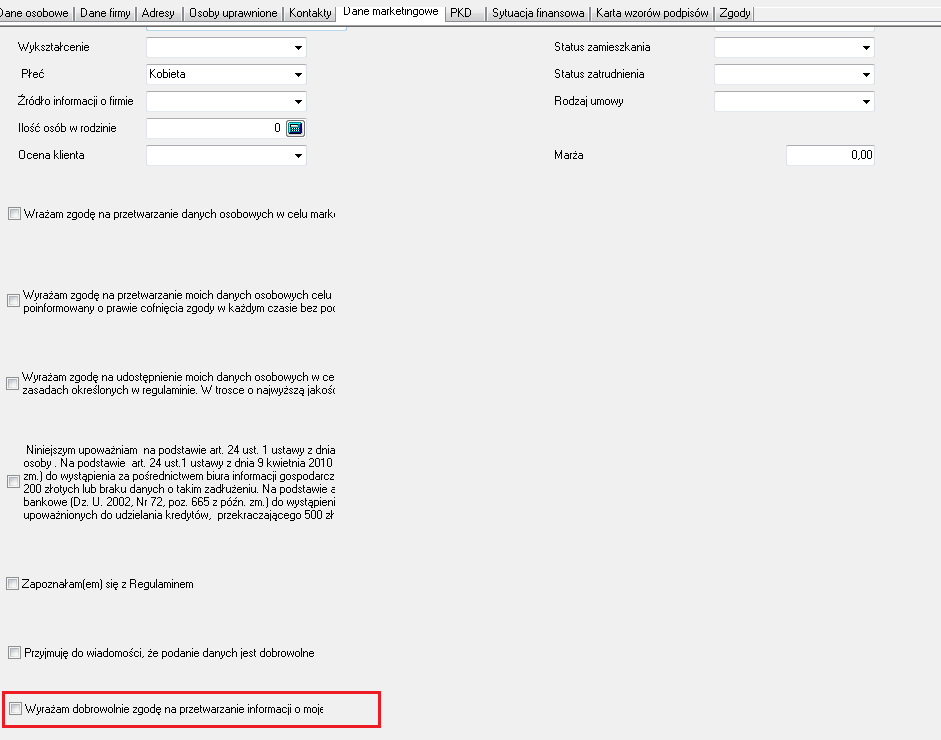 Dane osobowe Dane firmy Adresy Osoby uprawnione Kontakty Dane marketingowe PKD Sytuacja finansowa Karta wzorów podpisów Zgody
Wykształcenie Status zamieszkania
Płeć Kobieta Status zatrudnienia
Źródło informacji o firmie Rodzaj umowy
Ilość osób w rodzinie 0
Ocena klienta Marża 0,00
Wrażam zgodę na przetwarzanie danych osobowych w celu mark
Wyrażam zgodę na przetwarzanie moich danych osobowych celu
poinformowany o prawie cofnięcia zgody w każdym czasie bez po
Wyrażam zgodę na udostępnienie moich danych osobowych w ce
zasadach określonych w regulaminie. W trosce o najwyższą jakość
Niniejszym upoważniam na podstawie art. 24 ust. 1 ustawy z dnia
osoby . Na podstawie art. 24 ust.1 ustawy z dnia 9 kwietnia 2010
zm.) do wystąpienia za pośrednictwem biura informacji gospodarcz
200 złotych lub braku danych o takim zadłużeniu. Na podstawie a
bankowe (Dz. U. 2002, Nr 72, poz. 665 z późn. zm.) do wystąpieni
upoważnionych do udzielania kredytów, przekraczającego 500 zł
Zapoznałam(em) się z Regulaminem
Przyjmuję do wiadomości, że podanie danych jest dobrowolne
Wyrażam dobrowolnie zgodę na przetwarzanie informacji o moje